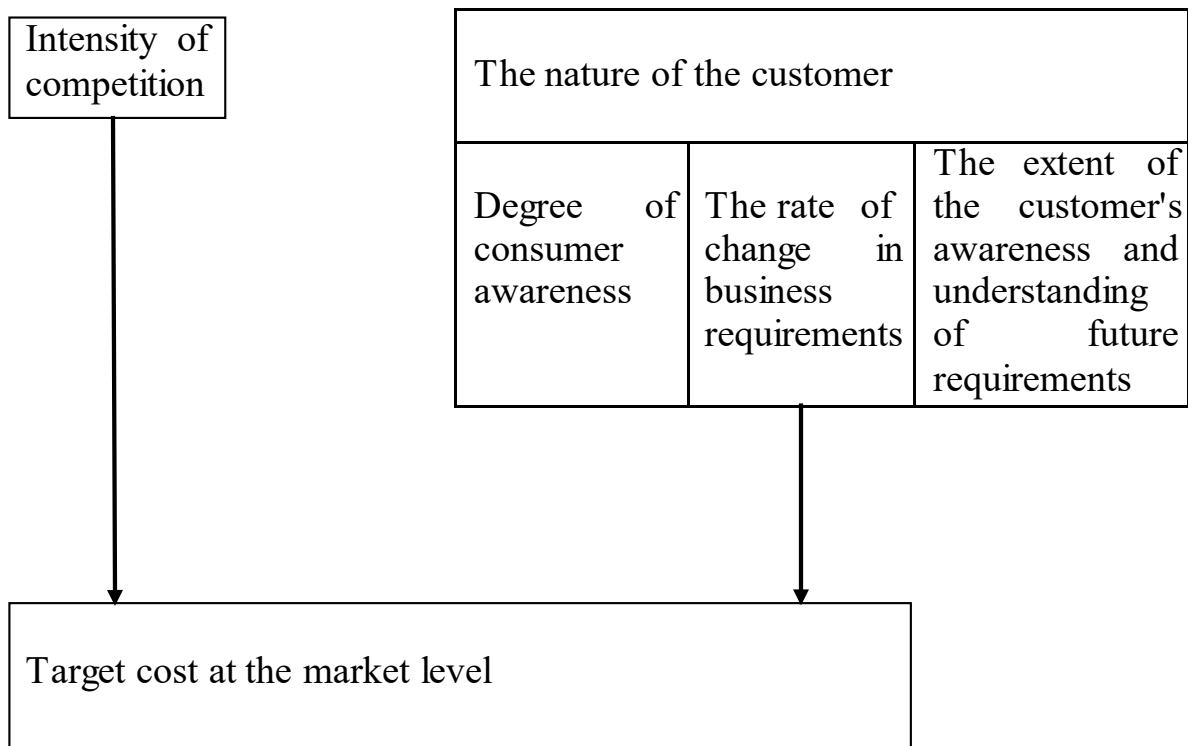 Intensity of
competition
The nature of the customer
Degree of
consumer
awareness
The rate of
change in
business
requirements
The extent of
the customer's
awareness and
understanding
of future
requirements
Target cost at the market level